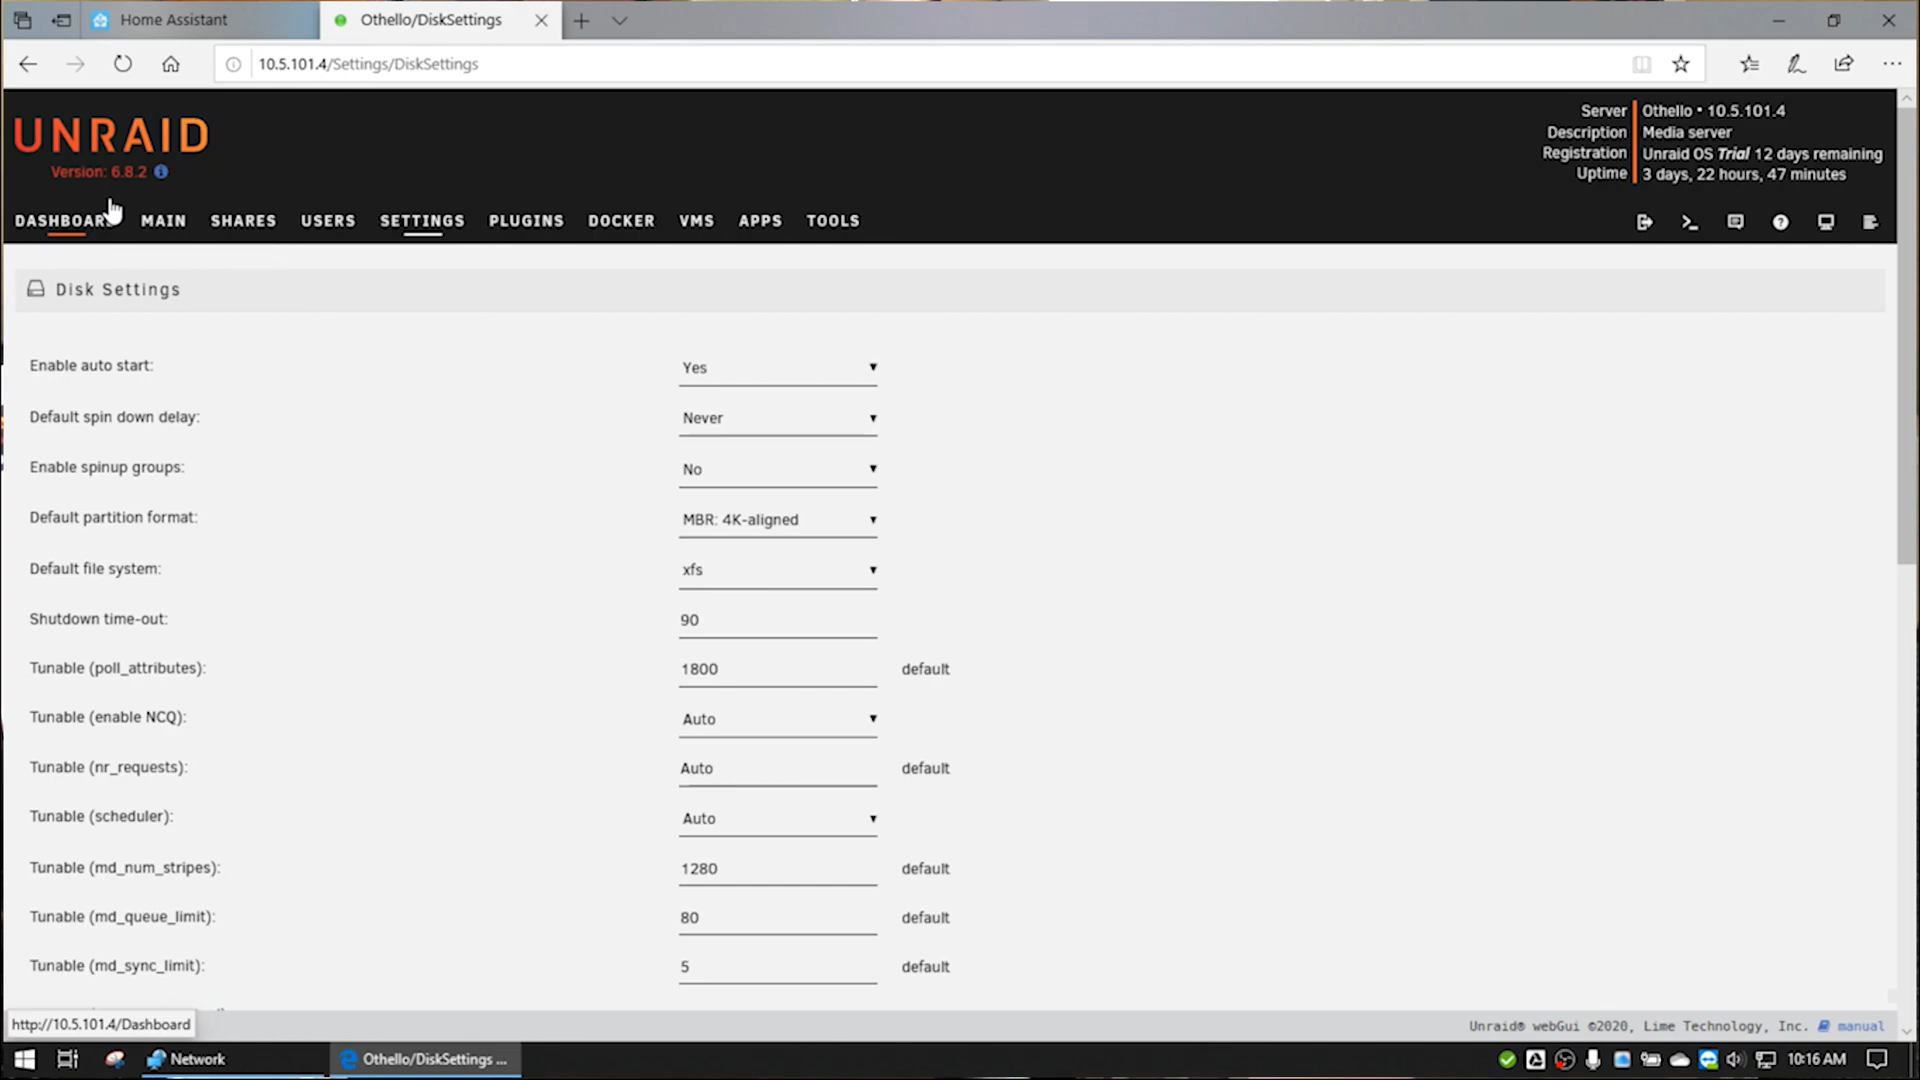 Home Assistant
Othello/DiskSettings
10.5.101.4/Settings/DiskSettings
UNRAID
Version: 6.8.2
Server
Othello • 10.5.101.4
Description
Media server
Registration
Unraid OS Trial 12 days remaining
Uptime
3 days, 22 hours, 47 minutes
DASHBOARD MAIN SHARES USERS SETTINGS PLUGINS DOCKER VMS APPS TOOLS
Disk Settings
Enable auto start: Yes
Default spin down delay: Never
Enable spinup groups: No
Default partition format: MBR: 4K-aligned
Default file system: xfs
Shutdown time-out: 90
Tunable (poll_attributes): 1800 default
Tunable (enable NCQ): Auto
Tunable (nr_requests): Auto default
Tunable (scheduler): Auto
Tunable (md_num_stripes): 1280 default
Tunable (md_queue_limit): 80 default
Tunable (md_sync_limit): 5 default
http://10.5.101.4/Dashboard
Unraid® webGui ©2020, Lime Technology, Inc. manual
Network
Othello/DiskSettings ...
10:16 AM